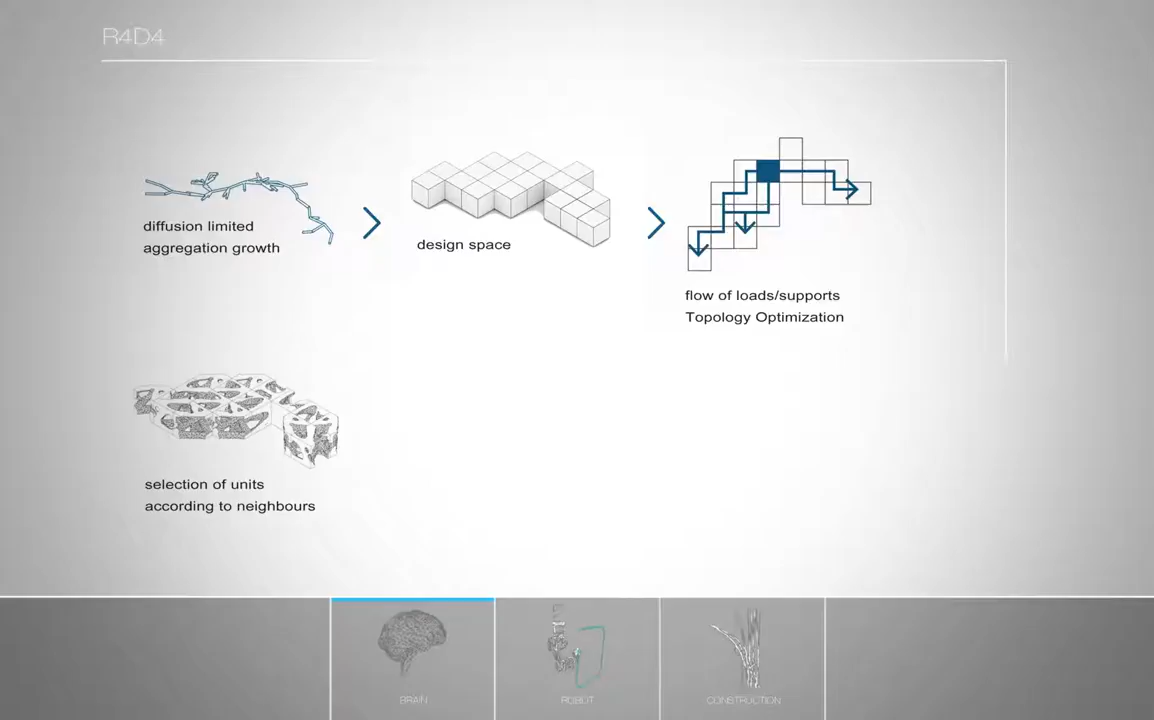 R4D4
diffusion limited
aggregation growth
design space
flow of loads/supports
Topology Optimization
selection of units
according to neighbours
BRAIN
ROBOT
CONSTRUCTION